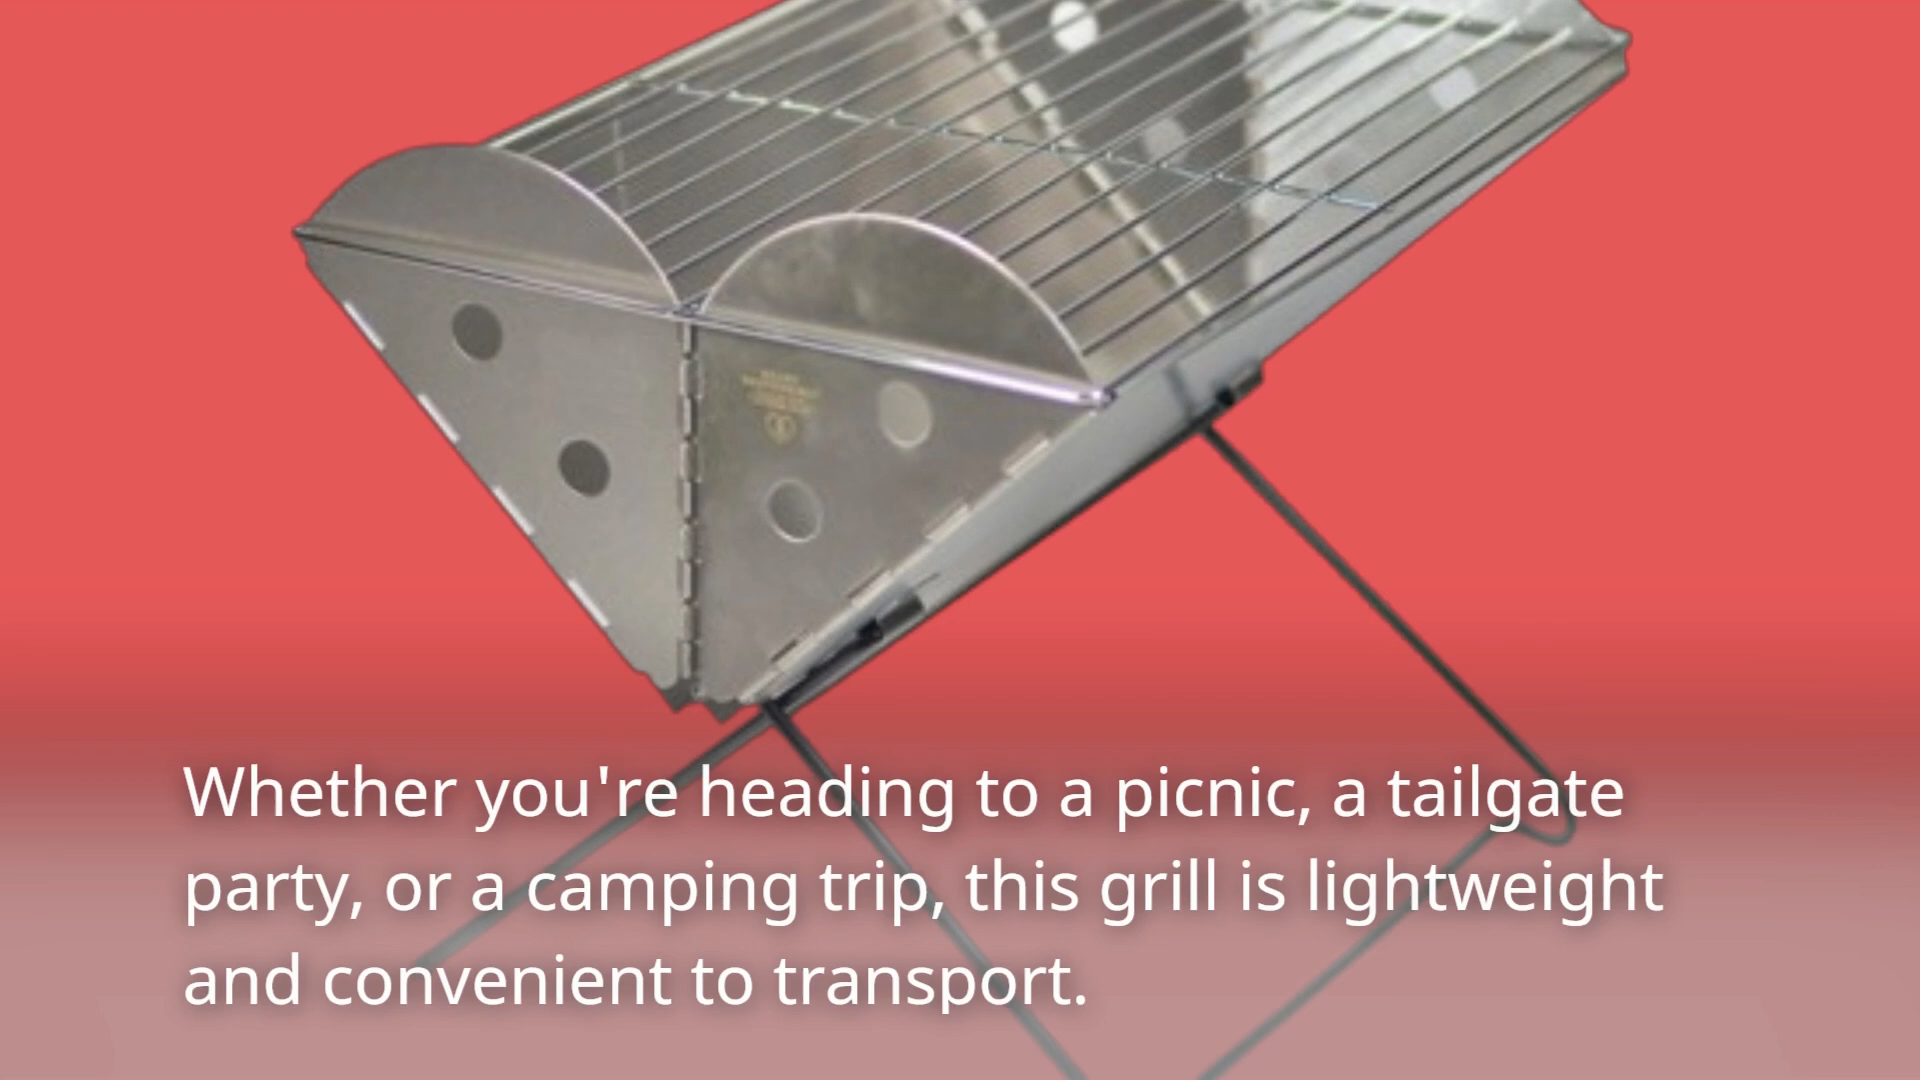 Whether you're heading to a picnic, a tailgate
party, or a camping trip, this grill is lightweight
and convenient to transport.